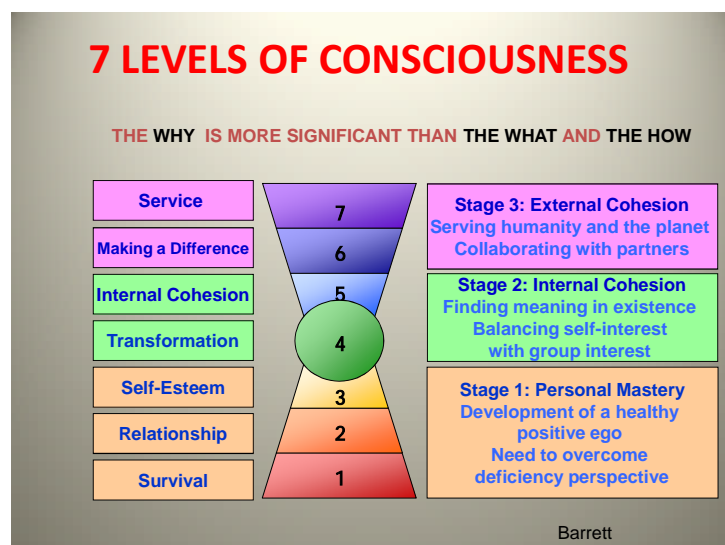 7 LEVELS OF CONSCIOUSNESS
THE WHY IS MORE SIGNIFICANT THAN THE WHAT AND THE HOW
Service
Making a Difference
Internal Cohesion
Transformation
Self-Esteem
Relationship
Survival
7
6
5
4
3
2
1
Stage 3: External Cohesion
Serving humanity and the planet
Collaborating with partners
Stage 2: Internal Cohesion
Finding meaning in existence
Balancing self-interest
with group interest
Stage 1: Personal Mastery
Development of a healthy
positive ego
Need to overcome
deficiency perspective
Barrett